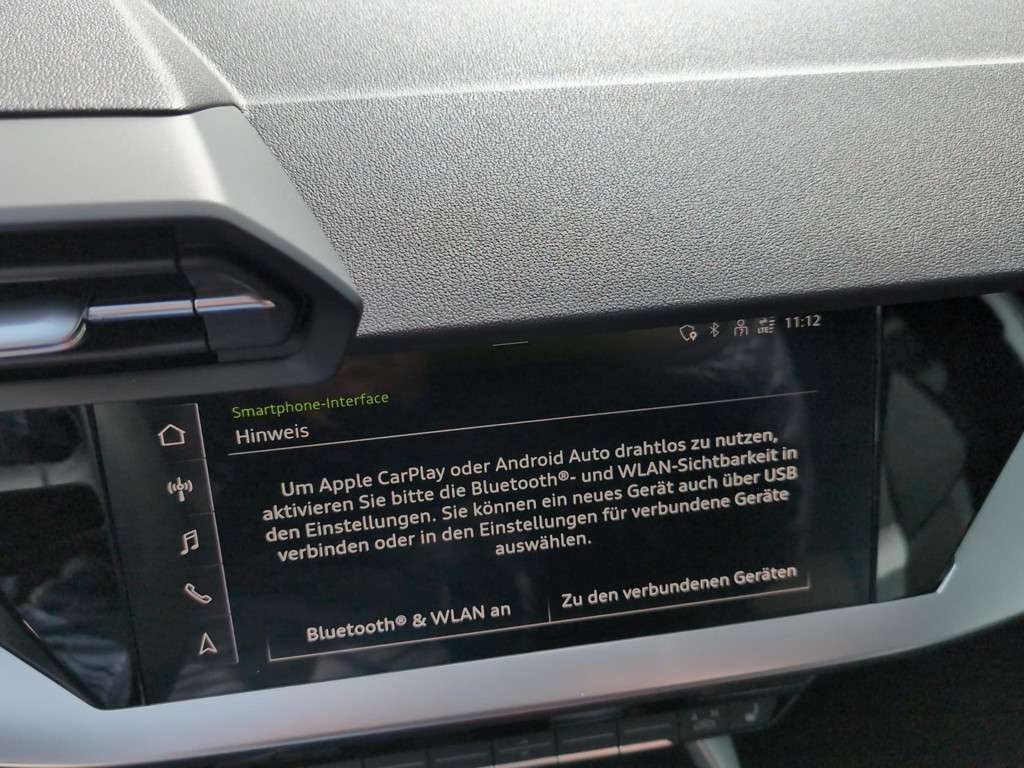 LTE 11:12
Smartphone-Interface
Hinweis
Um Apple CarPlay oder Android Auto drahtlos zu nutzen,
aktivieren Sie bitte die Bluetooth®- und WLAN-Sichtbarkeit in
den Einstellungen. Sie können ein neues Gerät auch über USB
verbinden oder in den Einstellungen für verbundene Geräte
auswählen.
Bluetooth® & WLAN an
Zu den verbundenen Geräten